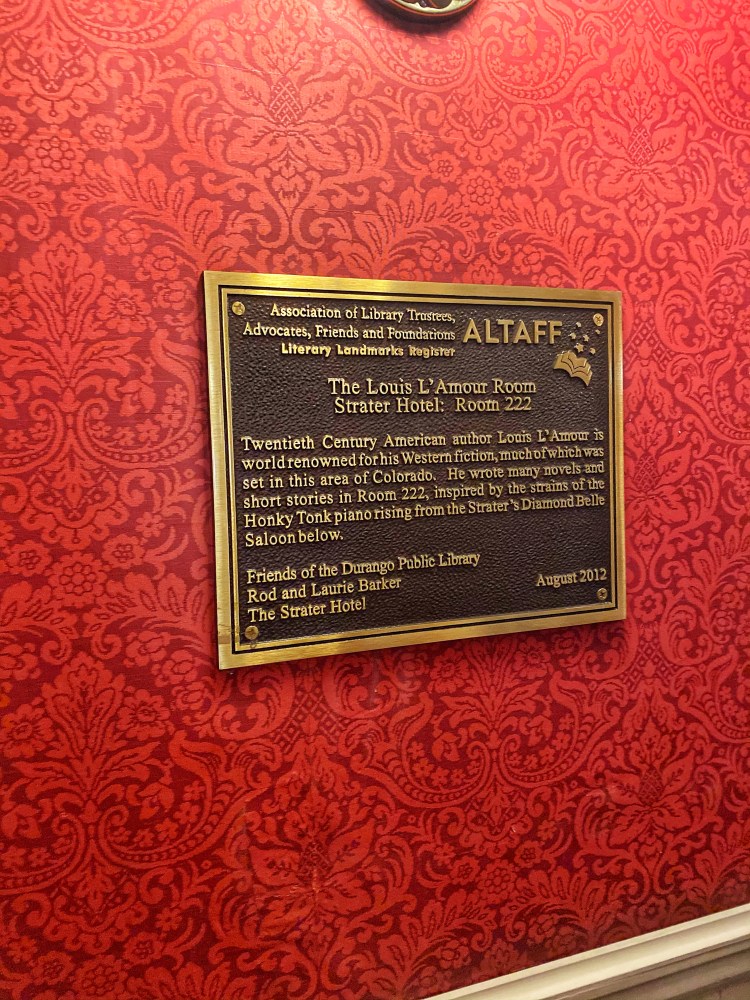 Association of Library Trustees,
Advocates, Friends and Foundations
Literary Landmarks Register
ALTAFF
The Louis L'Amour Room
Strater Hotel: Room 222
Twentieth Century American author Louis L'Amour is
world renowned for his Western fiction, much of which was
set in this area of Colorado. He wrote many novels and
short stories in Room 222, inspired by the strains of the
Honky Tonk piano rising from the Strater's Diamond Belle
Saloon below.
Friends of the Durango Public Library
Rod and Laurie Barker
The Strater Hotel
August 2012